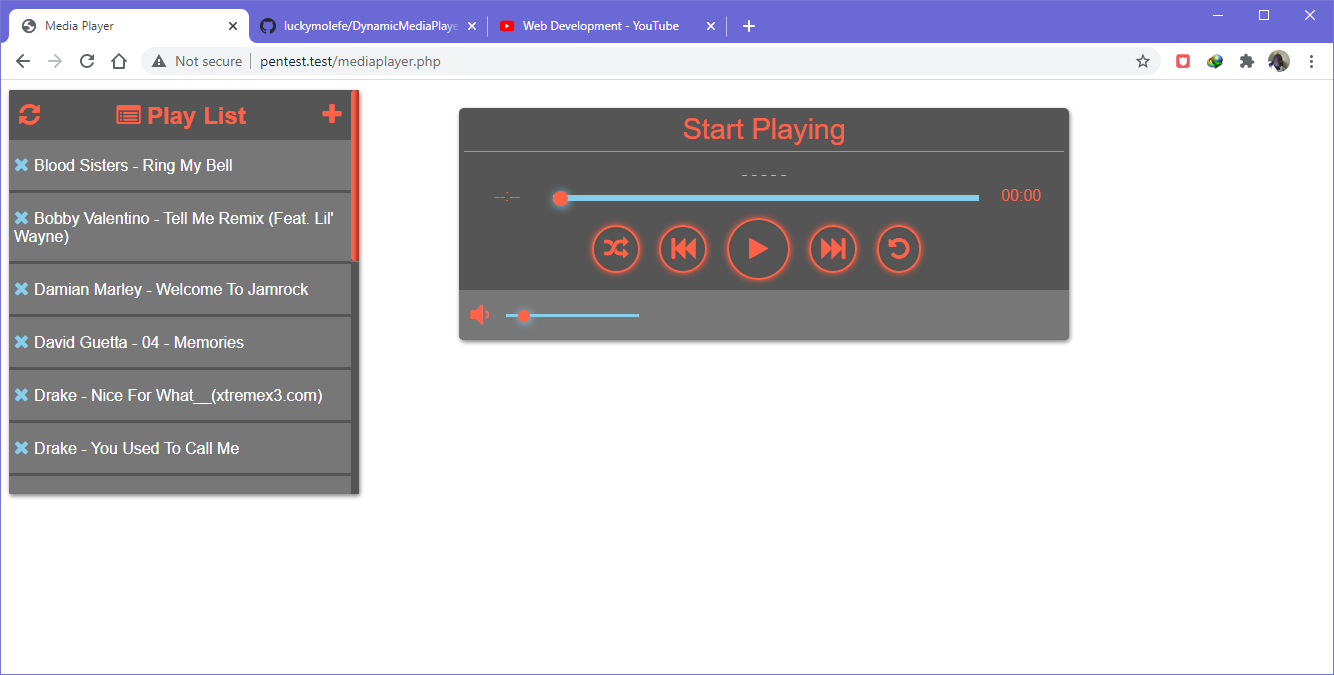 Media Player
luckymolefe/DynamicMediaPlaye
Web Development - YouTube
Not secure
pentest.test/mediaplayer.php
Play List
Blood Sisters - Ring My Bell
Bobby Valentino - Tell Me Remix (Feat. Lil'
Wayne)
Damian Marley - Welcome To Jamrock
David Guetta - 04 - Memories
Drake - Nice For What__(xtremex3.com)
Drake - You Used To Call Me
Start Playing
- - - - -
--:--
00:00